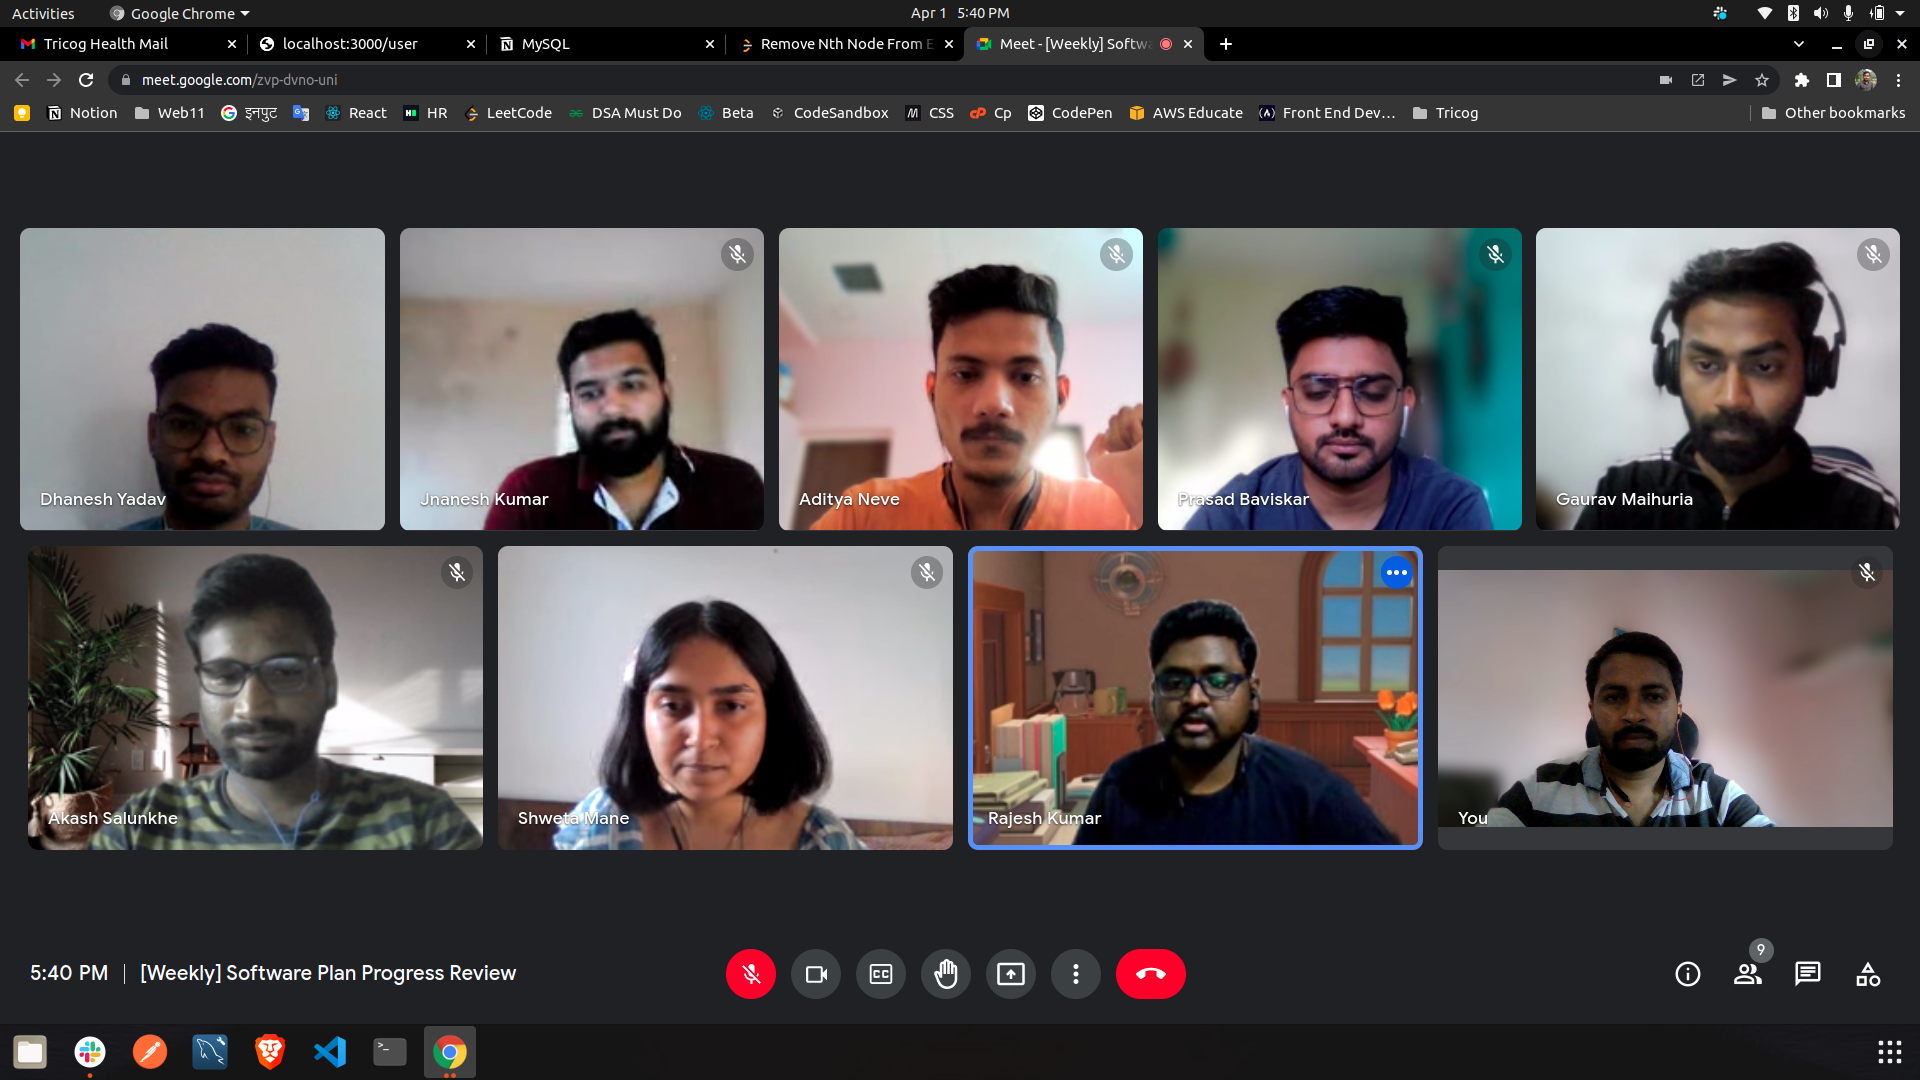 Activities Google Chrome Apr 1 5:40 PM
Tricog Health Mail localhost:3000/user MySQL Remove Nth Node From E Meet - [Weekly] Softw
meet.google.com/zvp-dvno-uni
Notion Web11 इनपुट React HR LeetCode DSA Must Do Beta CodeSandbox CSS Cp CodePen AWS Educate Front End Dev... Tricog Other bookmarks
Dhanesh Yadav Jnanesh Kumar Aditya Neve Prasad Baviskar Gaurav Maihuria
Akash Salunkhe Shweta Mane Rajesh Kumar You
5:40 PM | [Weekly] Software Plan Progress Review CC 9